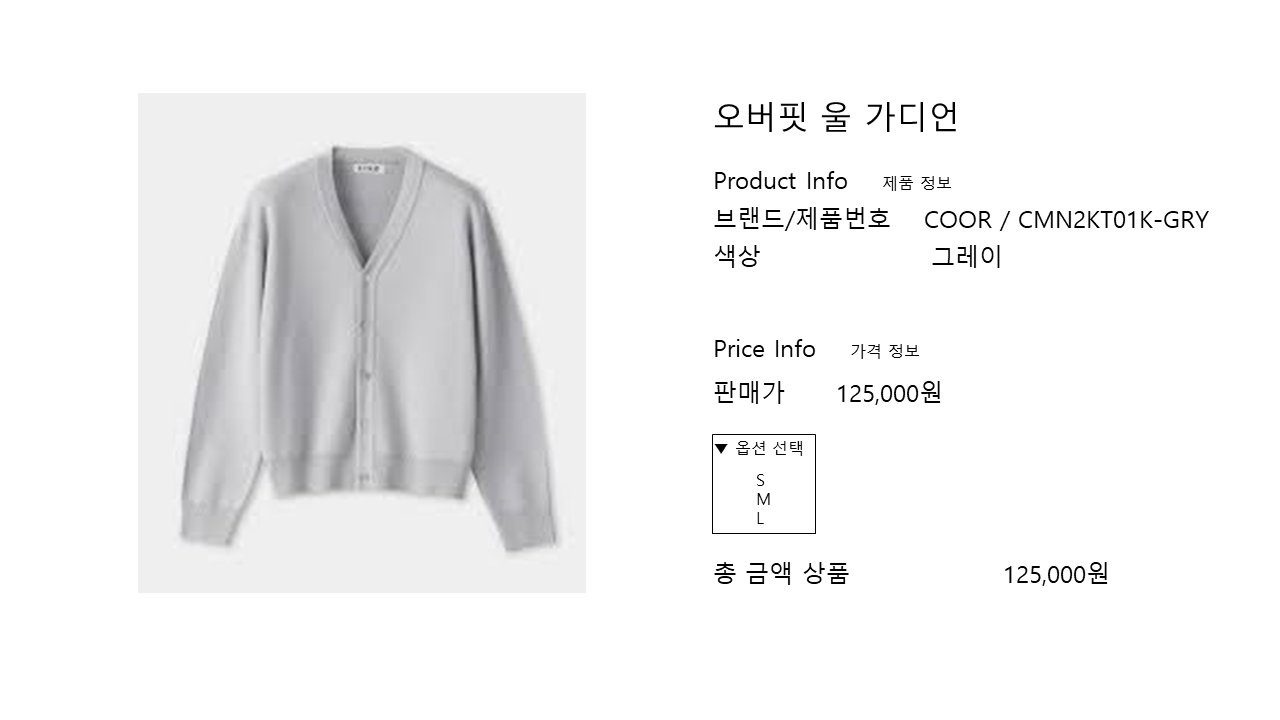 오버핏 울 가디언
Product Info 제품 정보
브랜드/제품번호 COOR / CMN2KT01K-GRY
색상 그레이
Price Info 가격 정보
판매가 125,000원
▼ 옵션 선택
S
M
L
총 금액 상품 125,000원